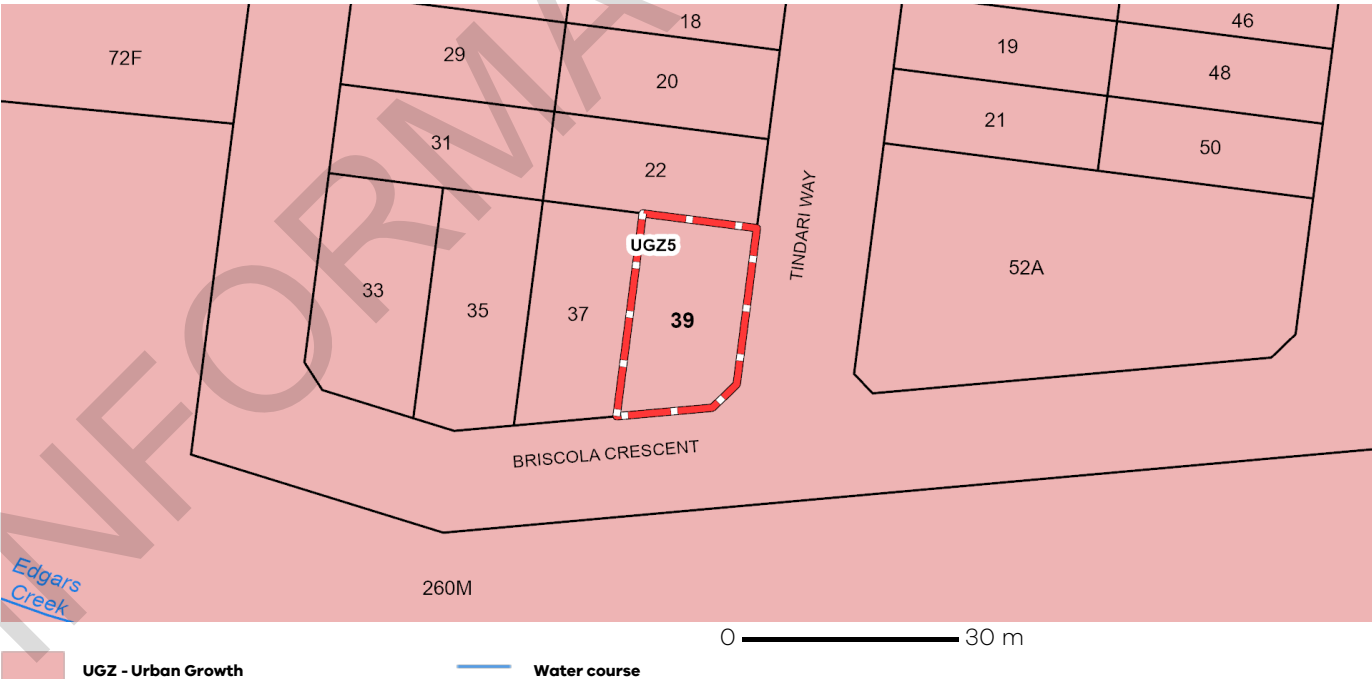 18
46
72F
29
19
20
48
21
31
50
22
TINDARI WAY
UGZ5
52A
33
35
37
39
BRISCOLA CRESCENT
Edgars
Creek
260M
0 30 m
UGZ - Urban Growth
Water course
INFORMA